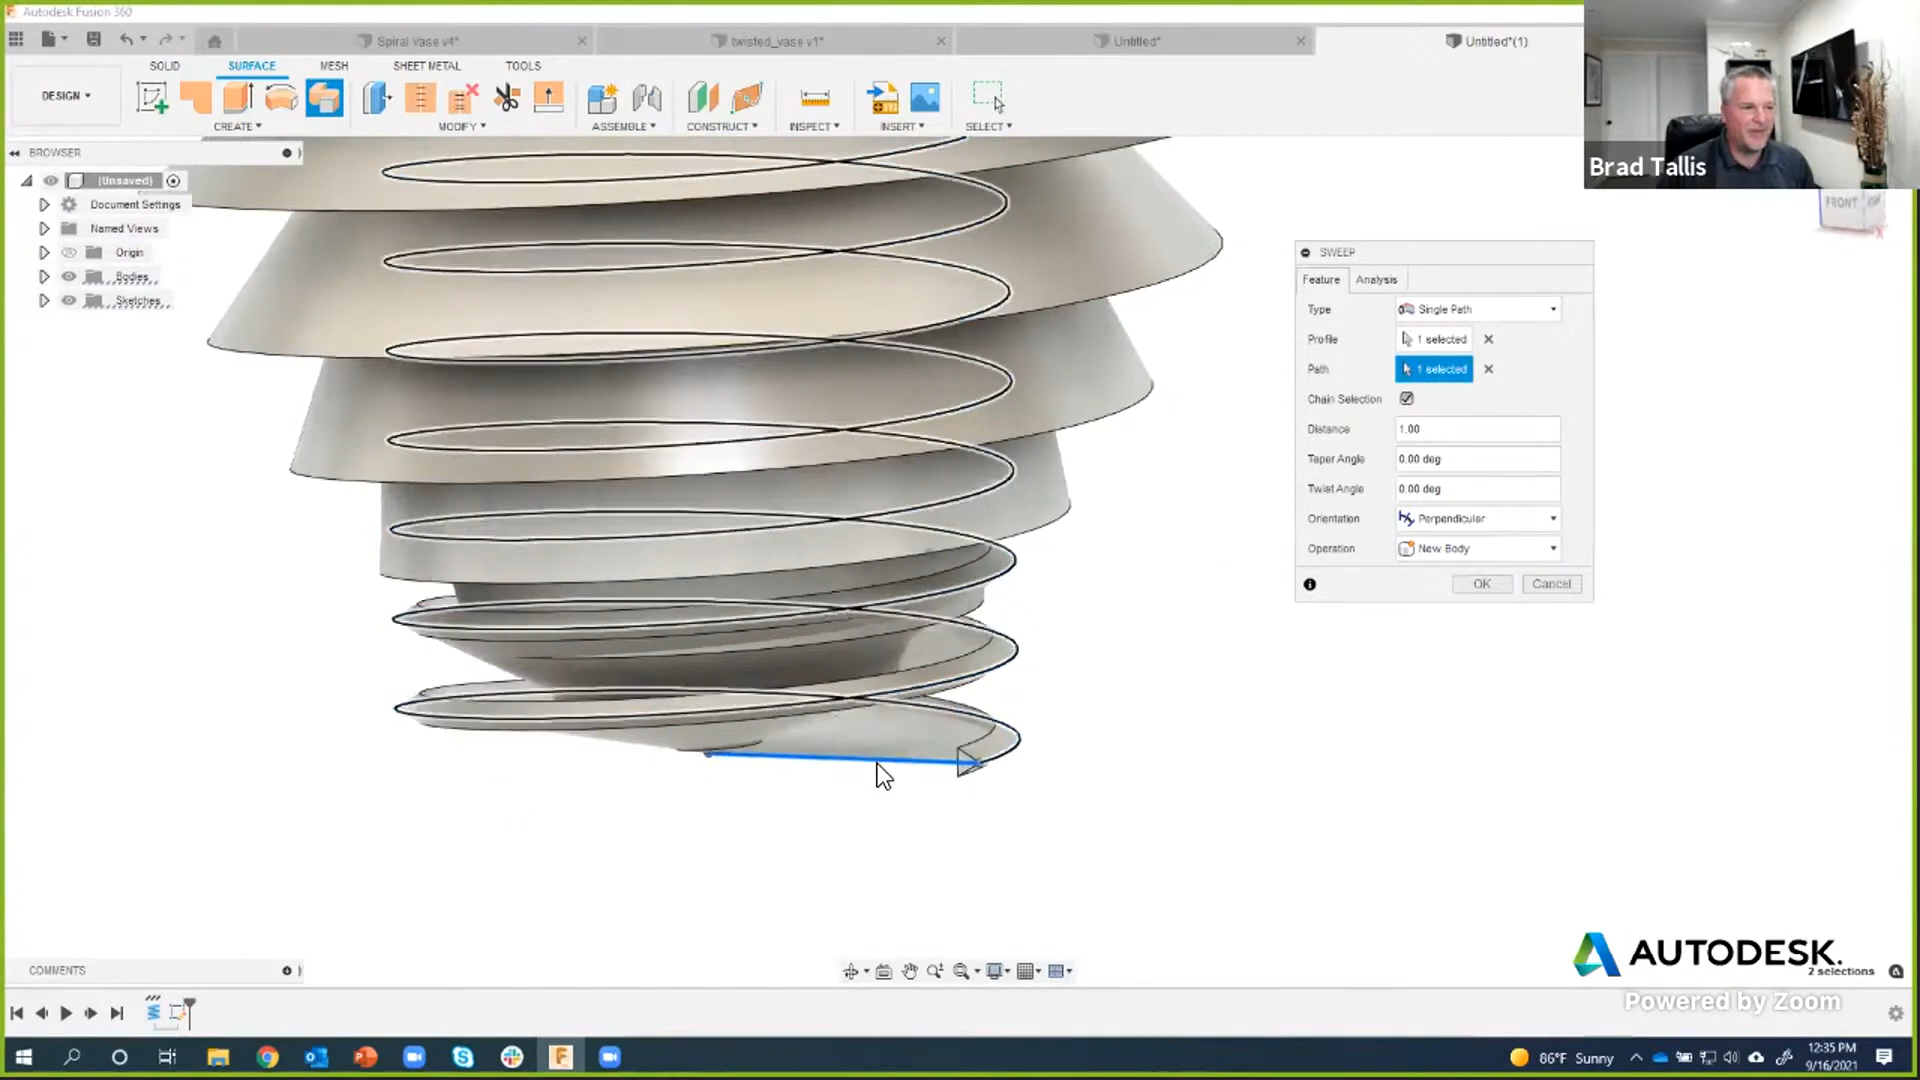 Autodesk Fusion 360
Spiral Vase v4*
twisted_vase v1*
Untitled*
Untitled*(1)
SOLID
SURFACE
MESH
SHEET METAL
TOOLS
DESIGN
CREATE
MODIFY
ASSEMBLE
CONSTRUCT
INSPECT
INSERT
SELECT
Brad Tallis
BROWSER
(Unsaved)
Document Settings
Named Views
Origin
Bodies
Sketches
FRONT
SWEEP
Feature
Analysis
Type
Single Path
Profile
1 selected
Path
1 selected
Chain Selection
Distance
1.00
Taper Angle
0.00 deg
Twist Angle
0.00 deg
Orientation
Perpendicular
Operation
New Body
OK
Cancel
AUTODESK.
2 selections
Powered by Zoom
COMMENTS
86°F Sunny
12:35 PM
9/16/2021